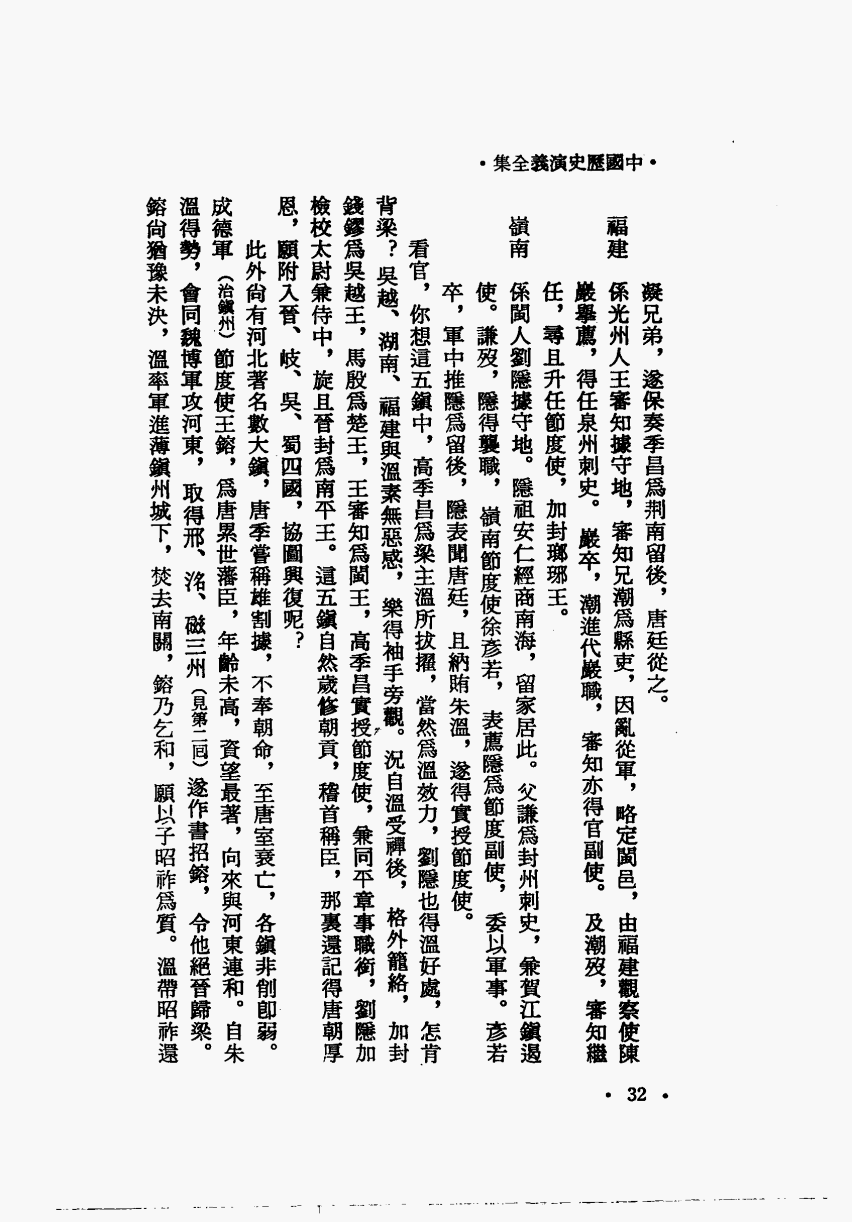 •中國歷史演義全集•
凝兄弟，遂保奏季昌爲荆南留後，唐廷從之。
福建　係光州人王審知據守地，審知兄潮爲縣吏，因亂從軍，略定閩邑，由福建觀察使陳
巖舉薦，得任泉州刺史。巖卒，潮進代巖職，審知亦得官副使。及潮歿，審知繼
任，尋且升任節度使，加封瑯琊王。
嶺南　係閩人劉隱據守地。隱祖安仁經商南海，留家居此。父謙爲封州刺史，兼賀江鎭遏
使。謙歿，隱得襲職，嶺南節度使徐彥若，表薦隱爲節度副使，委以軍事。彥若
卒，軍中推隱爲留後，隱表聞唐廷，且納賄朱溫，遂得實授節度使。
看官，你想這五鎭中，高季昌爲梁主溫所拔擢，當然爲溫效力，劉隱也得溫好處，怎肯
背梁？吳越、湖南、福建與溫素無惡感，樂得袖手旁觀。況自溫受禪後，格外籠絡，加封
錢鏐爲吳越王，馬殷爲楚王，王審知爲閩王，高季昌實授節度使，兼同平章事職銜，劉隱加
檢校太尉兼侍中，旋且晉封爲南平王。這五鎭自然歲修朝貢，稽首稱臣，那裏還記得唐朝厚
恩，願附入晉、岐、吳、蜀四國，協圖興復呢？
此外尙有河北著名數大鎭，唐季嘗稱雄割據，不奉朝命，至唐室衰亡，各鎭非削卽弱。
成德軍（治鎭州）節度使王鎔，爲唐累世藩臣，年齡未高，資望最著，向來與河東連和。自朱
溫得勢，會同魏博軍攻河東，取得邢、洺、磁三州（見第二回）遂作書招鎔，令他絕晉歸梁。
鎔尙猶豫未決，溫率軍進薄鎭州城下，焚去南關，鎔乃乞和，願以子昭祚爲質。溫帶昭祚還
• 32 •